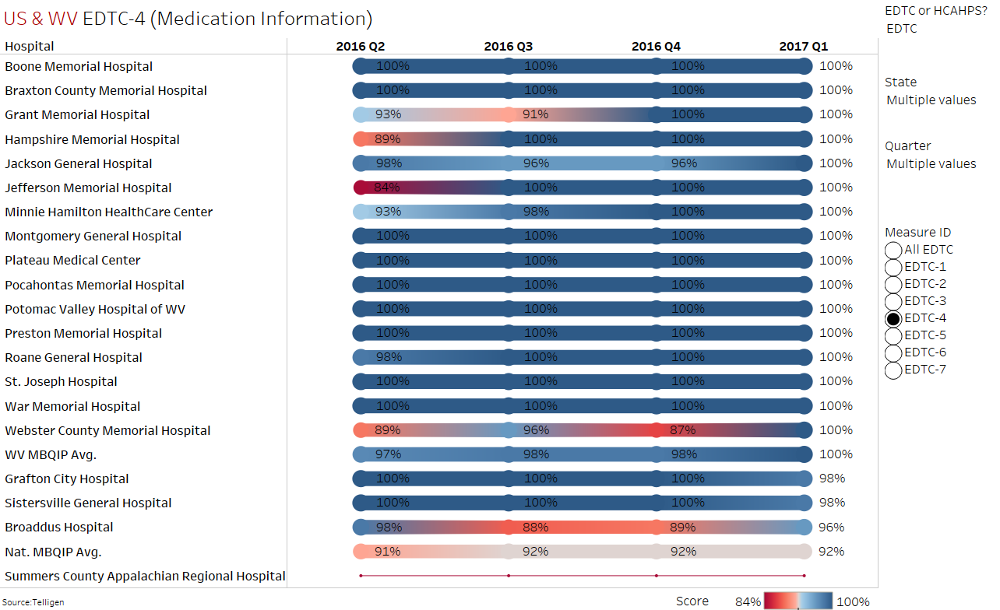 US & WV EDTC-4 (Medication Information)
EDTC or HCAHPS?
EDTC
Hospital 2016 Q2 2016 Q3 2016 Q4 2017 Q1
Boone Memorial Hospital 100% 100% 100% 100%
Braxton County Memorial Hospital 100% 100% 100% 100%
Grant Memorial Hospital 93% 91% 100% 100%
Hampshire Memorial Hospital 89% 100% 100% 100%
Jackson General Hospital 98% 96% 96% 100%
Jefferson Memorial Hospital 84% 100% 100% 100%
Minnie Hamilton HealthCare Center 93% 98% 100% 100%
Montgomery General Hospital 100% 100% 100% 100%
Plateau Medical Center 100% 100% 100% 100%
Pocahontas Memorial Hospital 100% 100% 100% 100%
Potomac Valley Hospital of WV 100% 100% 100% 100%
Preston Memorial Hospital 100% 100% 100% 100%
Roane General Hospital 98% 100% 100% 100%
St. Joseph Hospital 100% 100% 100% 100%
War Memorial Hospital 100% 100% 100% 100%
Webster County Memorial Hospital 89% 96% 87% 100%
WV MBQIP Avg. 97% 98% 98% 100%
Grafton City Hospital 100% 100% 100% 98%
Sistersville General Hospital 100% 100% 100% 98%
Broaddus Hospital 98% 88% 89% 96%
Nat. MBQIP Avg. 91% 92% 92% 92%
Summers County Appalachian Regional Hospital
State
Multiple values
Quarter
Multiple values
Measure ID
All EDTC
EDTC-1
EDTC-2
EDTC-3
EDTC-4
EDTC-5
EDTC-6
EDTC-7
Source:Telligen
Score 84% 100%